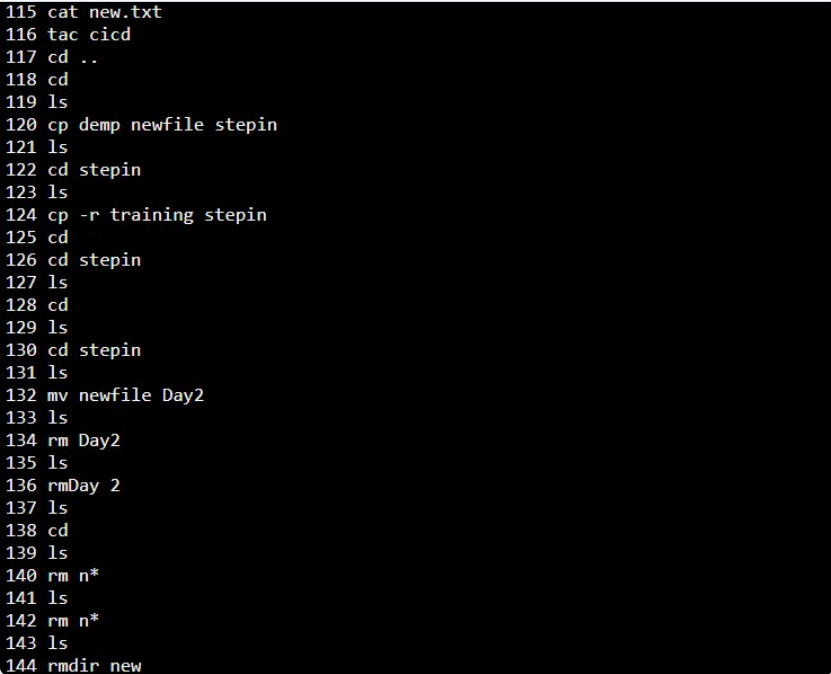 115 cat new.txt
116 tac cicd
117 cd ..
118 cd
119 ls
120 cp demp newfile stepin
121 ls
122 cd stepin
123 ls
124 cp -r training stepin
125 cd
126 cd stepin
127 ls
128 cd
129 ls
130 cd stepin
131 ls
132 mv newfile Day2
133 ls
134 rm Day2
135 ls
136 rmDay 2
137 ls
138 cd
139 ls
140 rm n*
141 ls
142 rm n*
143 ls
144 rmdir new